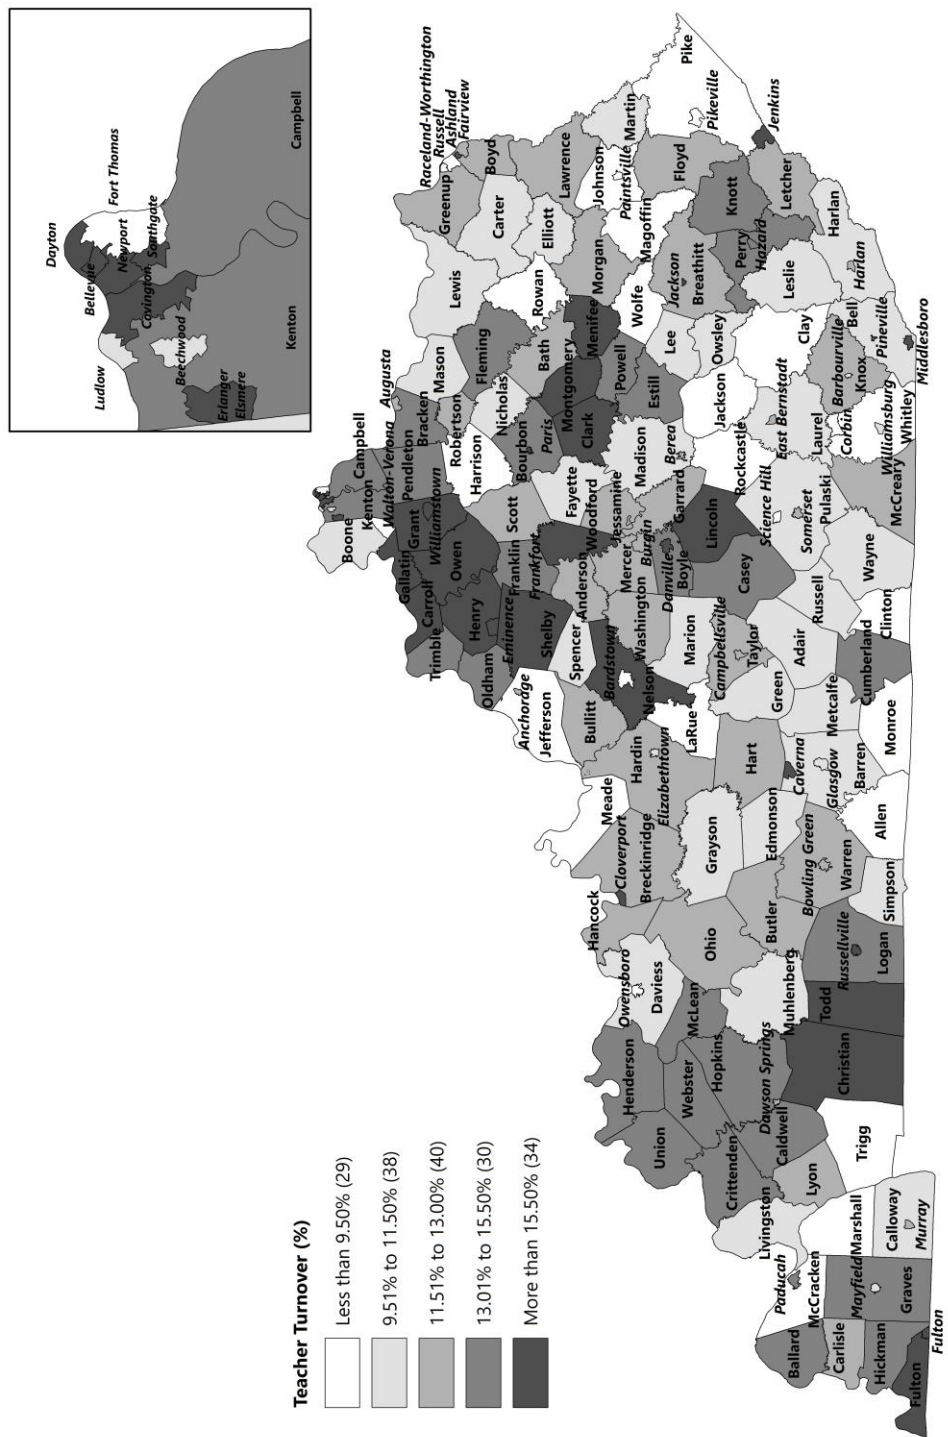 Teacher Turnover (%)
Less than 9.50% (29)
9.51% to 11.50% (38)
11.51% to 13.00% (40)
13.01% to 15.50% (30)
More than 15.50% (34)
Dayton
Fort Thomas
Bellevue
Newport
Southgate
Covington
Ludlow
Beechwood
Erlanger
Elsmere
Kenton
Campbell
Boone
Kenton
Campbell
Walton-Verona
Augusta
Gallatin
Grant
Pendleton
Bracken
Carroll
Williamstown
Owen
Robertson
Mason
Lewis
Greenup
Raceland-Worthington
Russell
Ashland
Fairview
Boyd
Trimble
Henry
Harrison
Fleming
Carter
Oldham
Eminence
Franklin
Frankfort
Scott
Nicholas
Bourbon
Paris
Bath
Rowan
Elliott
Lawrence
Anchorage
Jefferson
Shelby
Anderson
Woodford
Fayette
Clark
Montgomery
Menifee
Morgan
Johnson
Martin
Paintsville
Meade
Bullitt
Spencer
Bardstown
Nelson
Washington
Mercer
Burgin
Jessamine
Madison
Berea
Powell
Estill
Wolfe
Magoffin
Floyd
Pike
Pikeville
Hancock
Cloverport
Breckinridge
Hardin
Elizabethtown
LaRue
Marion
Danville
Boyle
Garrard
Lincoln
Lee
Owsley
Jackson
Breathitt
Knott
Jenkins
Henderson
Owensboro
Daviess
Union
Webster
McLean
Ohio
Grayson
Hart
Campbellsville
Taylor
Green
Casey
Rockcastle
Jackson
Perry
Hazard
Letcher
Hopkins
Dawson Springs
Muhlenberg
Butler
Edmonson
Caverna
Adair
Science Hill
Somerset
Pulaski
East Bernstadt
Laurel
Clay
Leslie
Harlan
Harlan
Crittenden
Caldwell
Livingston
Lyon
Christian
Todd
Russellville
Logan
Bowling Green
Warren
Glasgow
Barren
Metcalfe
Russell
Wayne
Corbin
Barbourville
Knox
Bell
Pineville
Trigg
Simpson
Allen
Monroe
Cumberland
Clinton
McCreary
Williamsburg
Whitley
Middlesboro
Paducah
McCracken
Marshall
Ballard
Carlisle
Mayfield
Graves
Calloway
Murray
Hickman
Fulton
Fulton